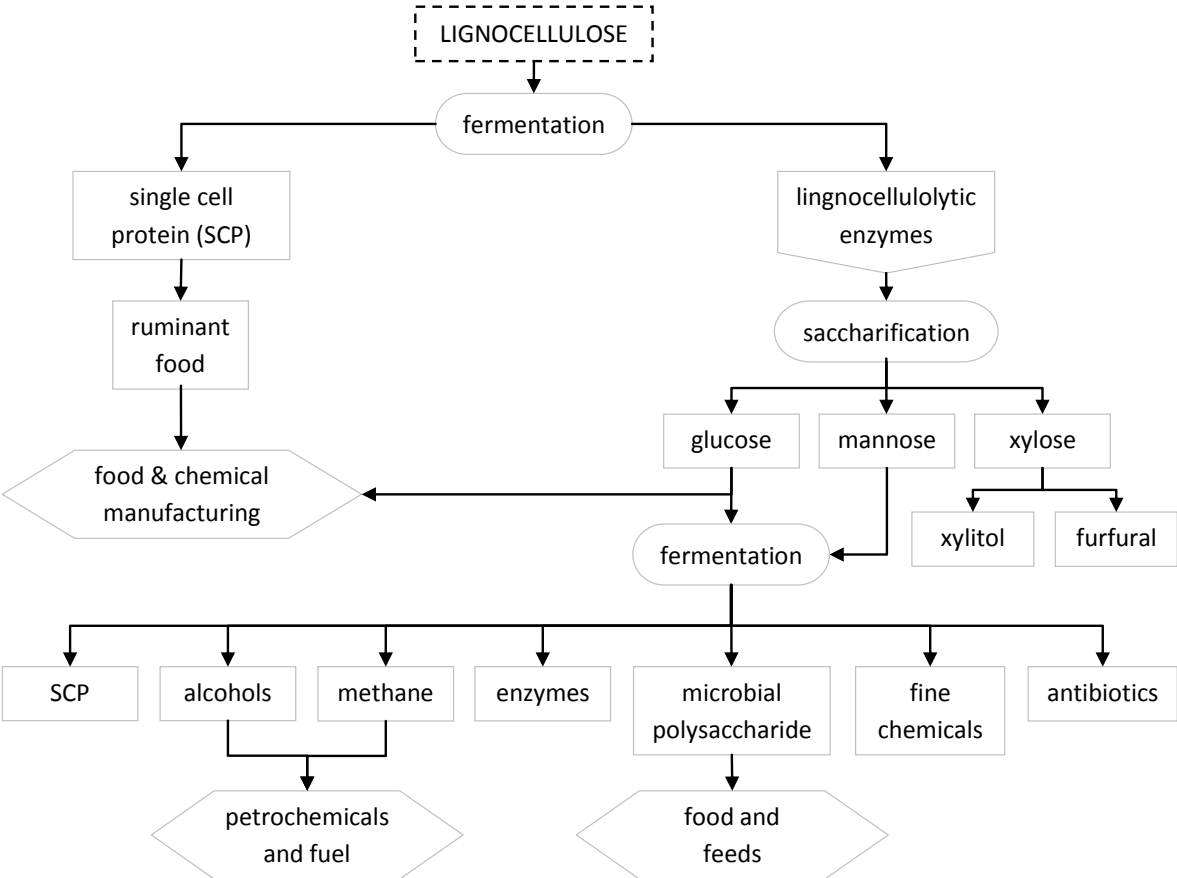 LIGNOCELLULOSE
fermentation
single cell
protein (SCP)
lingnocellulolytic
enzymes
ruminant
food
saccharification
glucose
mannose
xylose
food & chemical
manufacturing
xylitol
furfural
fermentation
SCP
alcohols
methane
enzymes
microbial
polysaccharide
fine
chemicals
antibiotics
petrochemicals
and fuel
food and
feeds